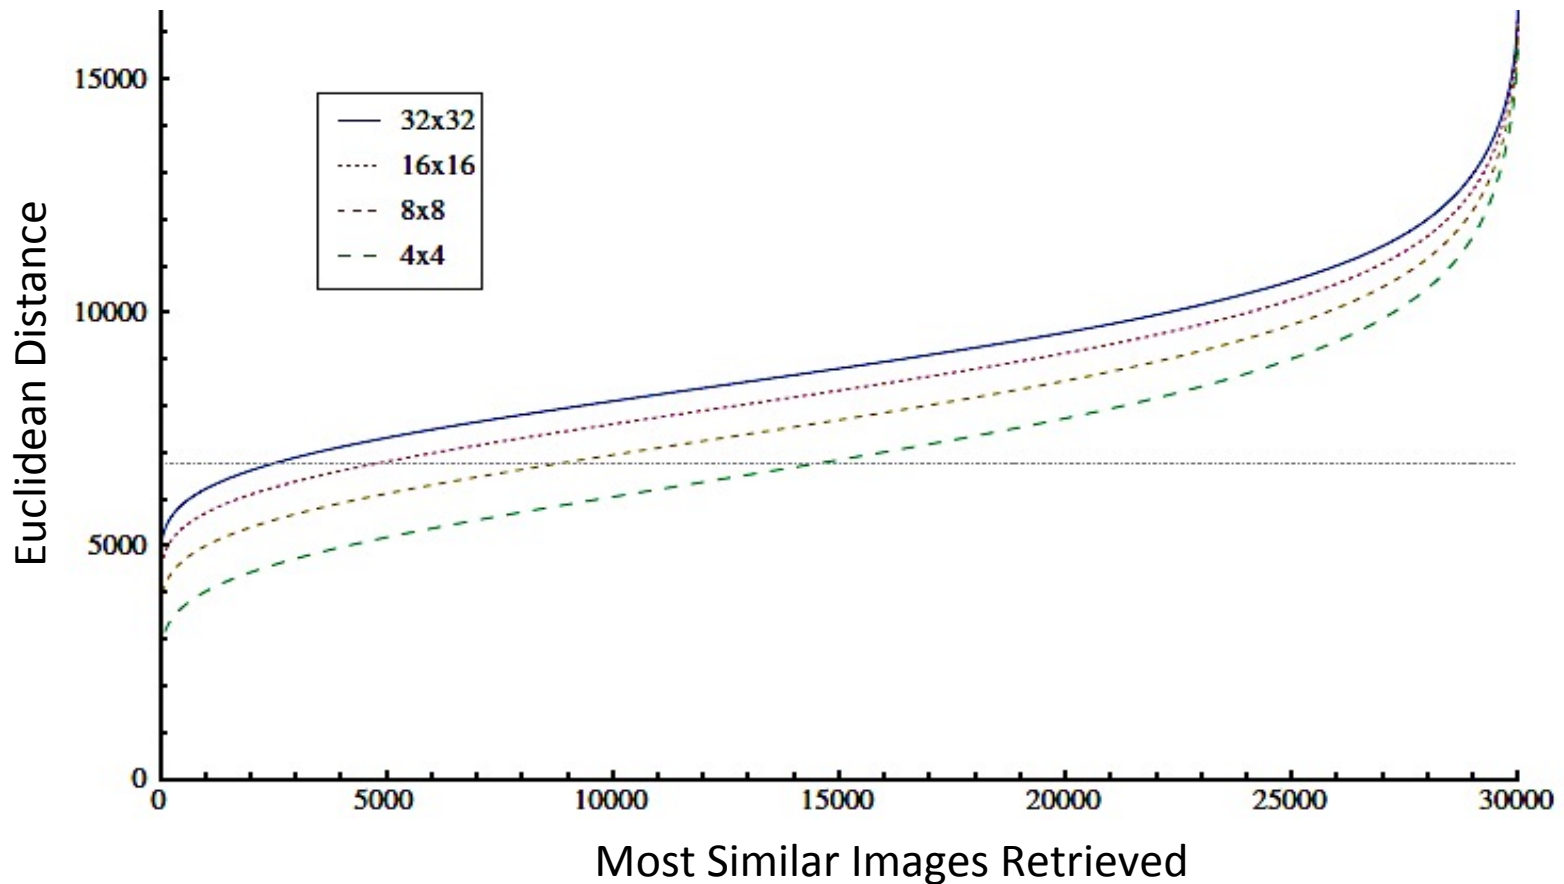 Euclidean Distance
15000
10000
5000
0
32x32
16x16
8x8
4x4
0 5000 10000 15000 20000 25000 30000
Most Similar Images Retrieved